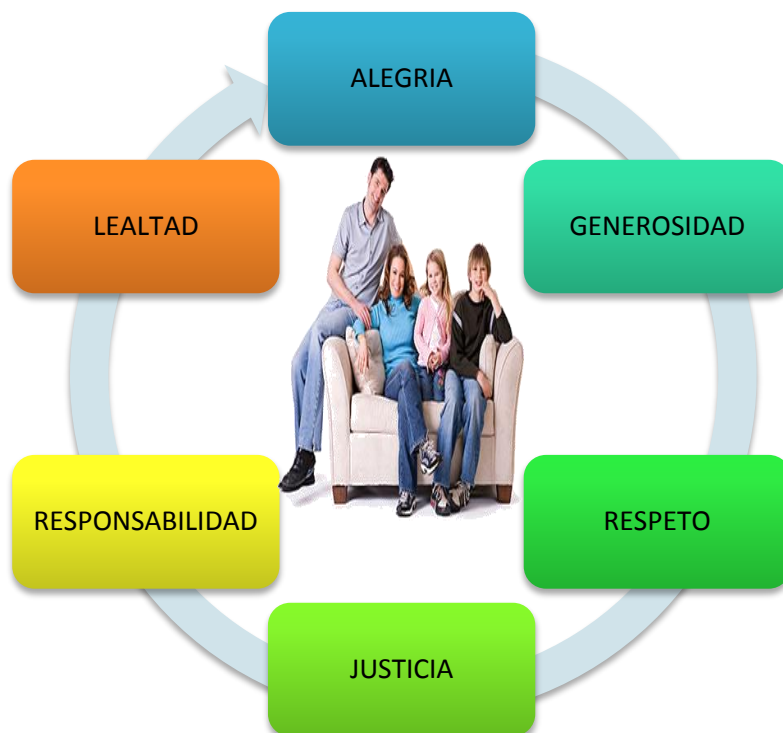 ALEGRIA
GENEROSIDAD
RESPETO
JUSTICIA
RESPONSABILIDAD
LEALTAD